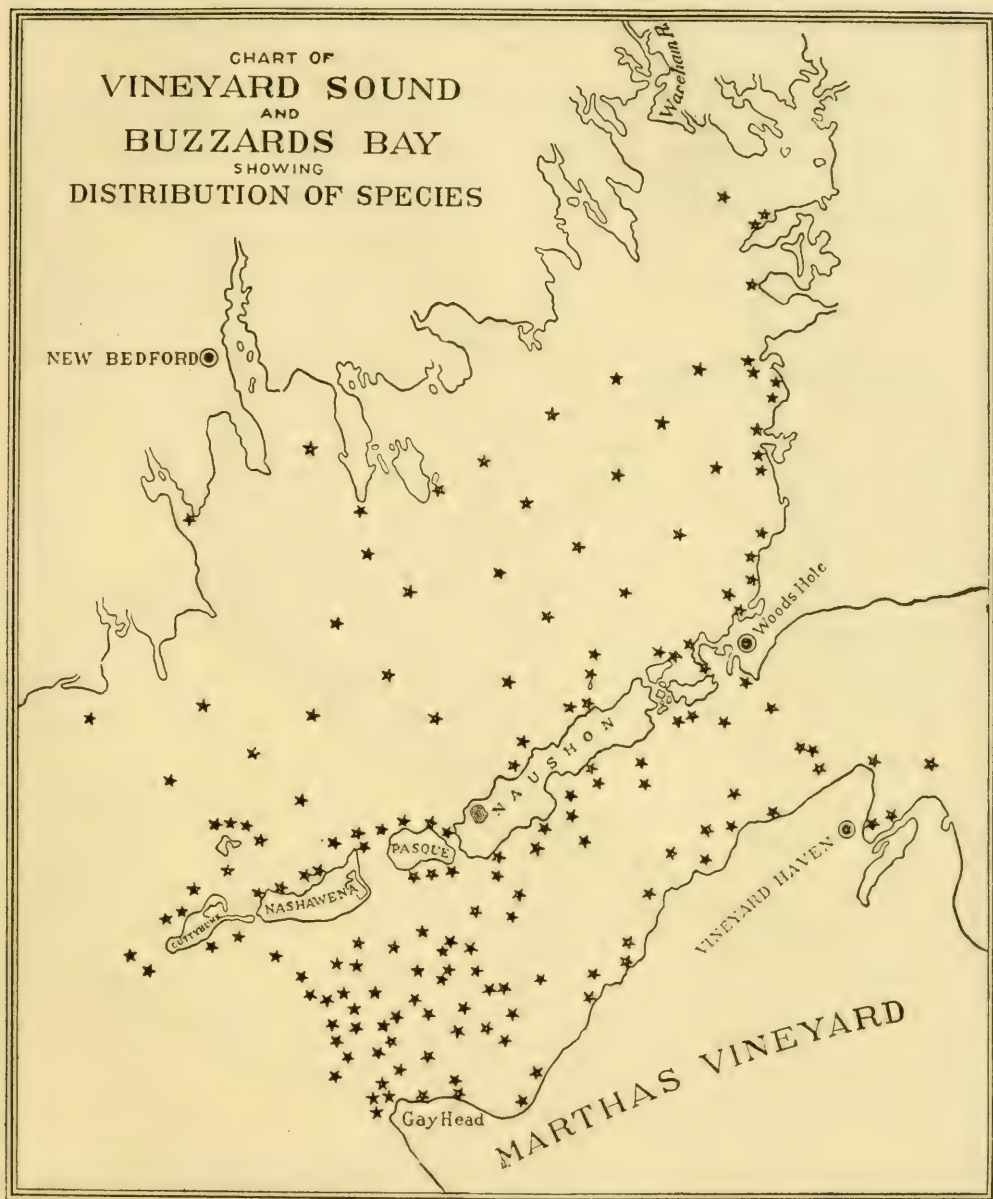 CHART OF
VINEYARD SOUND
AND
BUZZARDS BAY
SHOWING
DISTRIBUTION OF SPECIES
Wareham R.
NEW BEDFORD
Woods Hole
NAUSHON
PASQUE
NASHAWENA
CUTTYHUNK
VINEYARD HAVEN
MARTHAS VINEYARD
Gay Head